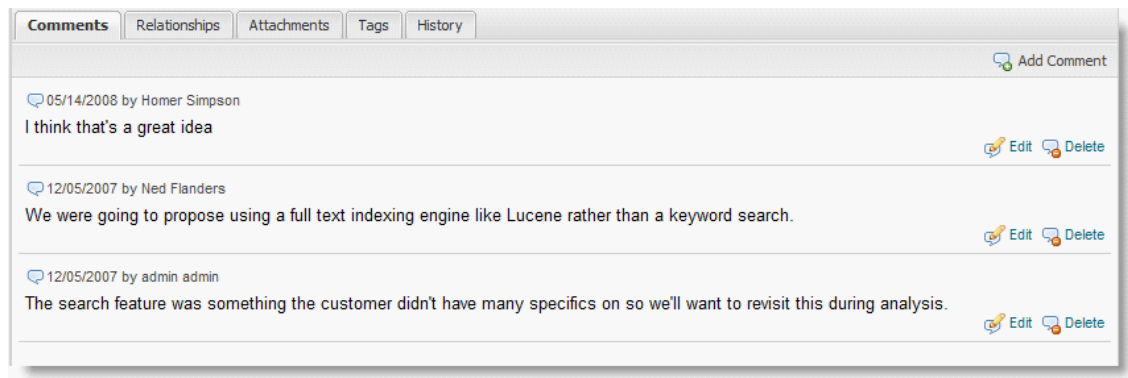 Comments Relationships Attachments Tags History
Add Comment
05/14/2008 by Homer Simpson
I think that's a great idea
Edit Delete
12/05/2007 by Ned Flanders
We were going to propose using a full text indexing engine like Lucene rather than a keyword search.
Edit Delete
12/05/2007 by admin admin
The search feature was something the customer didn't have many specifics on so we'll want to revisit this during analysis.
Edit Delete